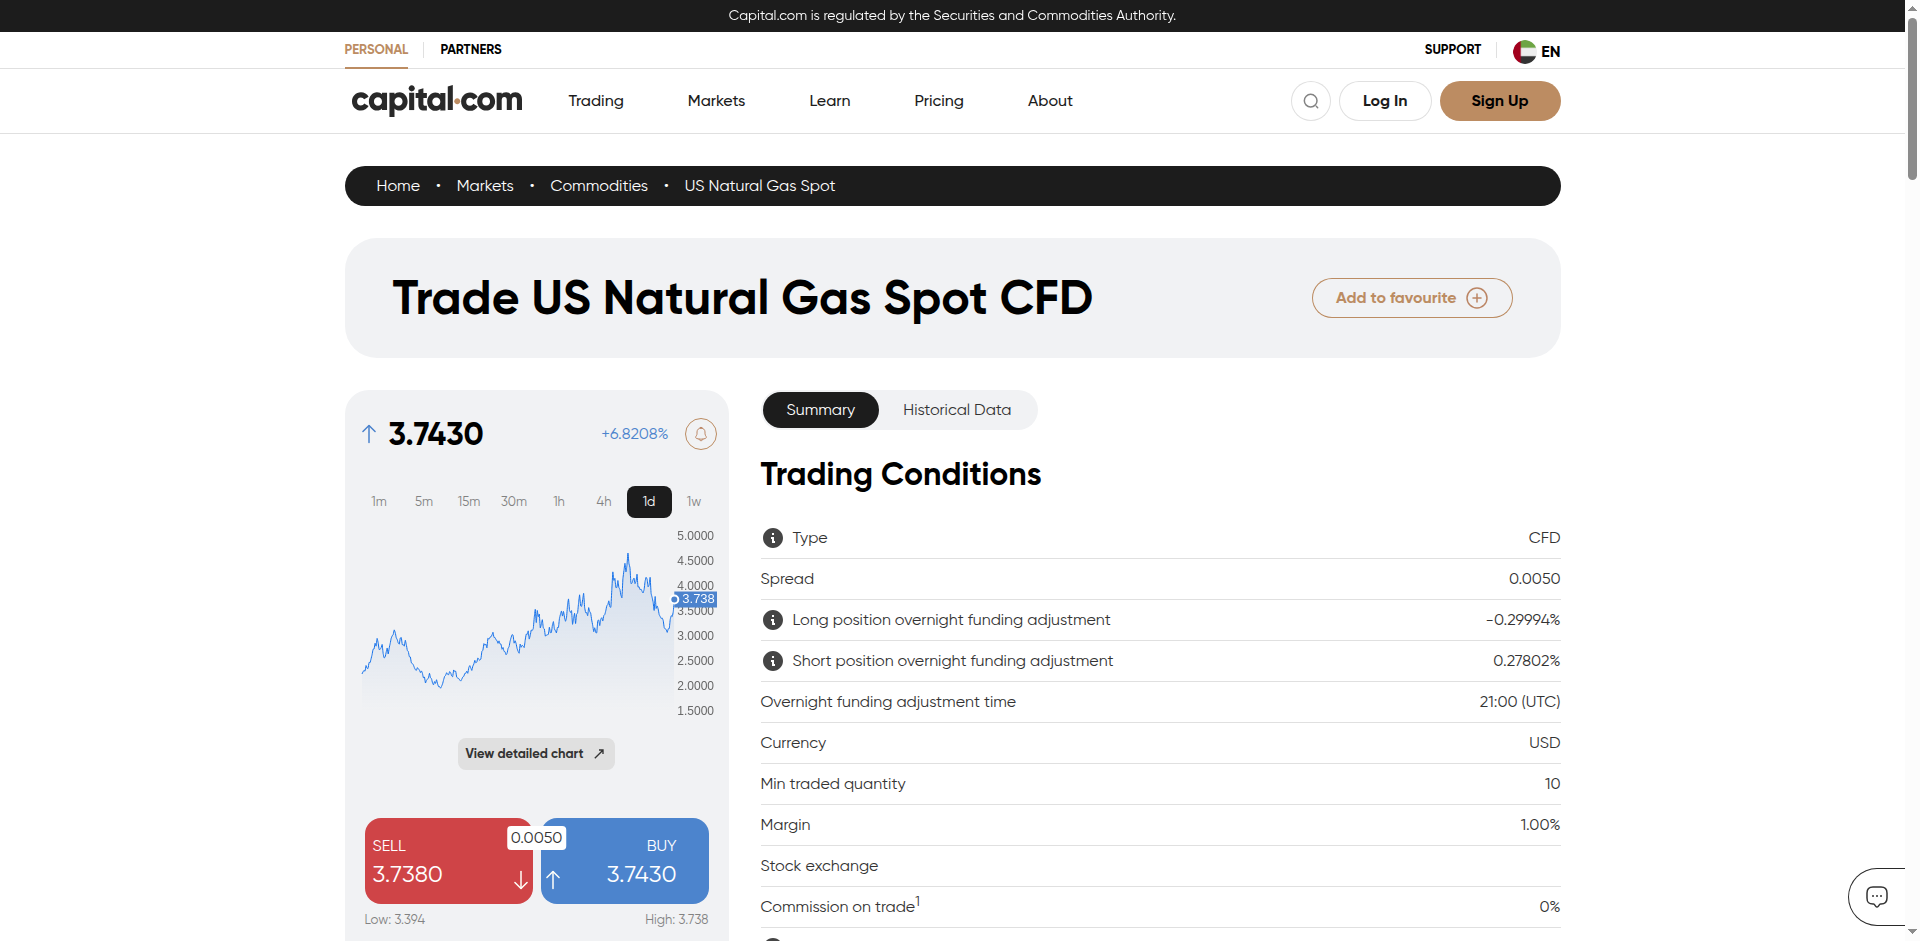 Capital.com is regulated by the Securities and Commodities Authority.
PERSONAL PARTNERS SUPPORT EN
capital.com Trading Markets Learn Pricing About Log In Sign Up
Home • Markets • Commodities • US Natural Gas Spot
Trade US Natural Gas Spot CFD
Add to favourite
3.7430 +6.8208%
1m 5m 15m 30m 1h 4h 1d 1w
5.0000
4.5000
4.0000
3.738
3.5000
3.0000
2.5000
2.0000
1.5000
View detailed chart
SELL 0.0050 BUY
3.7380 3.7430
Low: 3.394 High: 3.738
Summary Historical Data
Trading Conditions
Type CFD
Spread 0.0050
Long position overnight funding adjustment -0.29994%
Short position overnight funding adjustment 0.27802%
Overnight funding adjustment time 21:00 (UTC)
Currency USD
Min traded quantity 10
Margin 1.00%
Stock exchange
Commission on trade1 0%